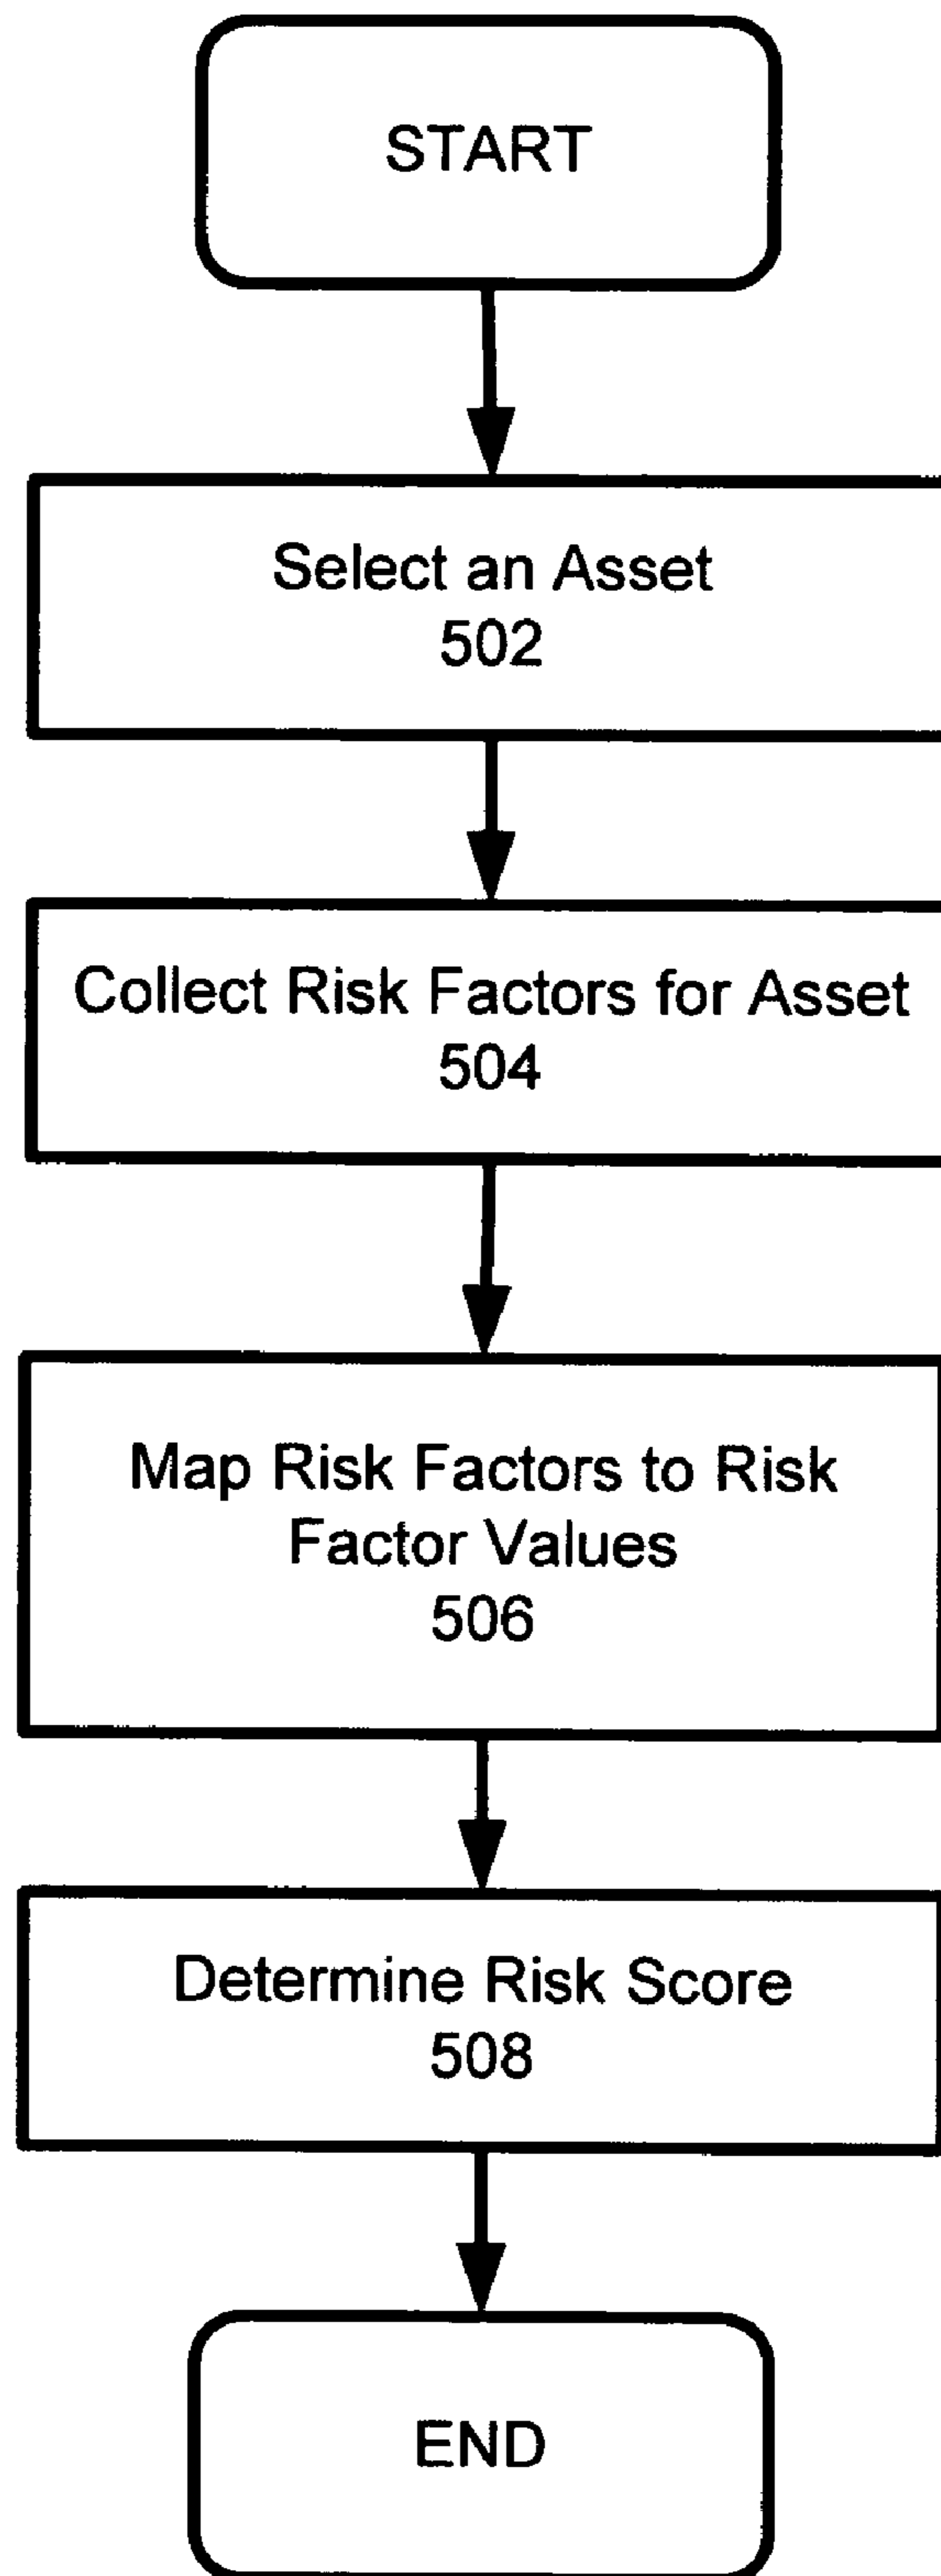 START
Select an Asset
502
Collect Risk Factors for Asset
504
Map Risk Factors to Risk
Factor Values
506
Determine Risk Score
508
END